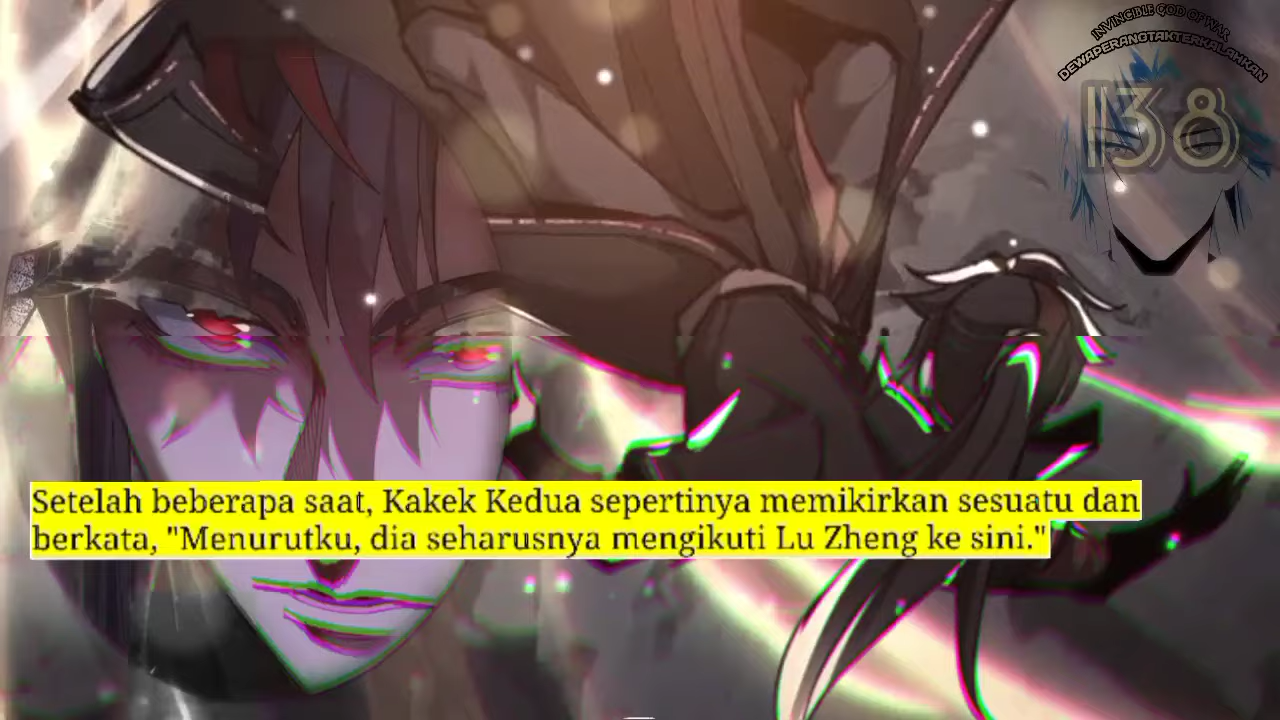 INVINCIBLE GOD OF WAR
DEWAPERANGTAKTERKALAHKAN
138
Setelah beberapa saat, Kakek Kedua sepertinya memikirkan sesuatu dan
berkata, "Menurutku, dia seharusnya mengikuti Lu Zheng ke sini."